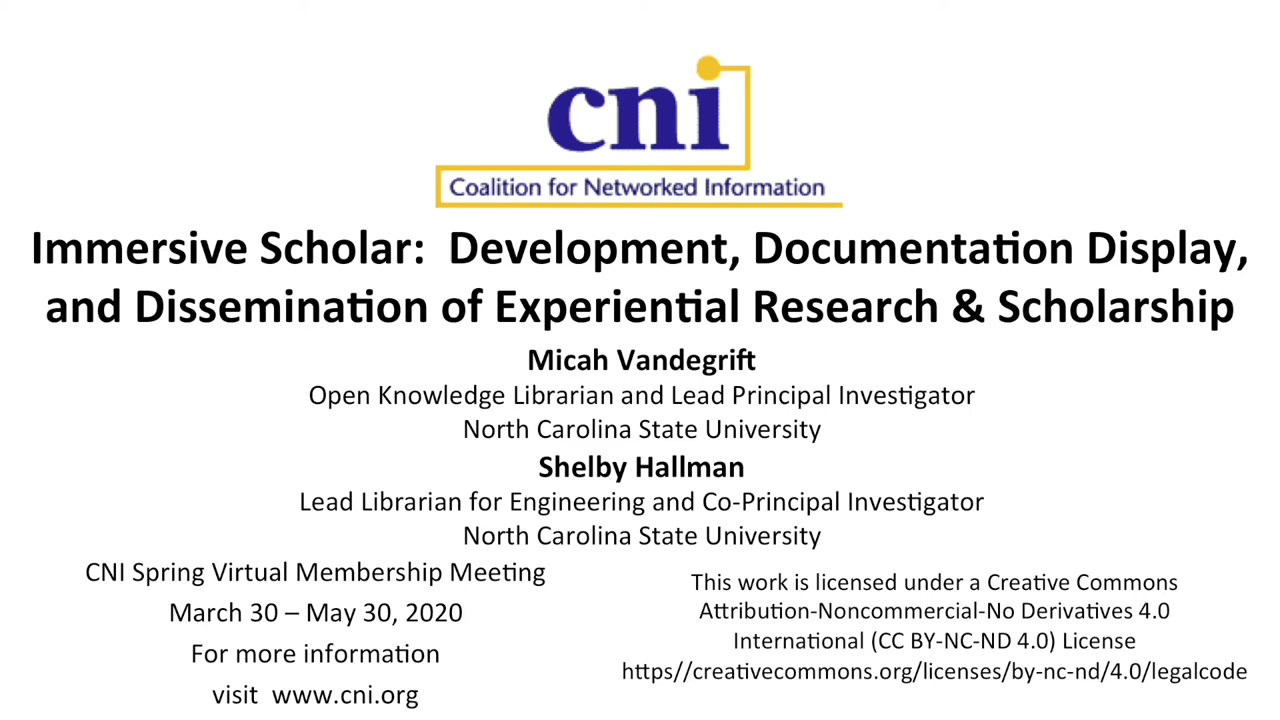 cni
Coalition for Networked Information
Immersive Scholar:  Development, Documentation Display,
and Dissemination of Experiential Research & Scholarship
Micah Vandegrift
Open Knowledge Librarian and Lead Principal Investigator
North Carolina State University
Shelby Hallman
Lead Librarian for Engineering and Co-Principal Investigator
North Carolina State University
CNI Spring Virtual Membership Meeting
March 30 – May 30, 2020
For more information
visit  www.cni.org
This work is licensed under a Creative Commons
Attribution-Noncommercial-No Derivatives 4.0
International (CC BY-NC-ND 4.0) License
https//creativecommons.org/licenses/by-nc-nd/4.0/legalcode